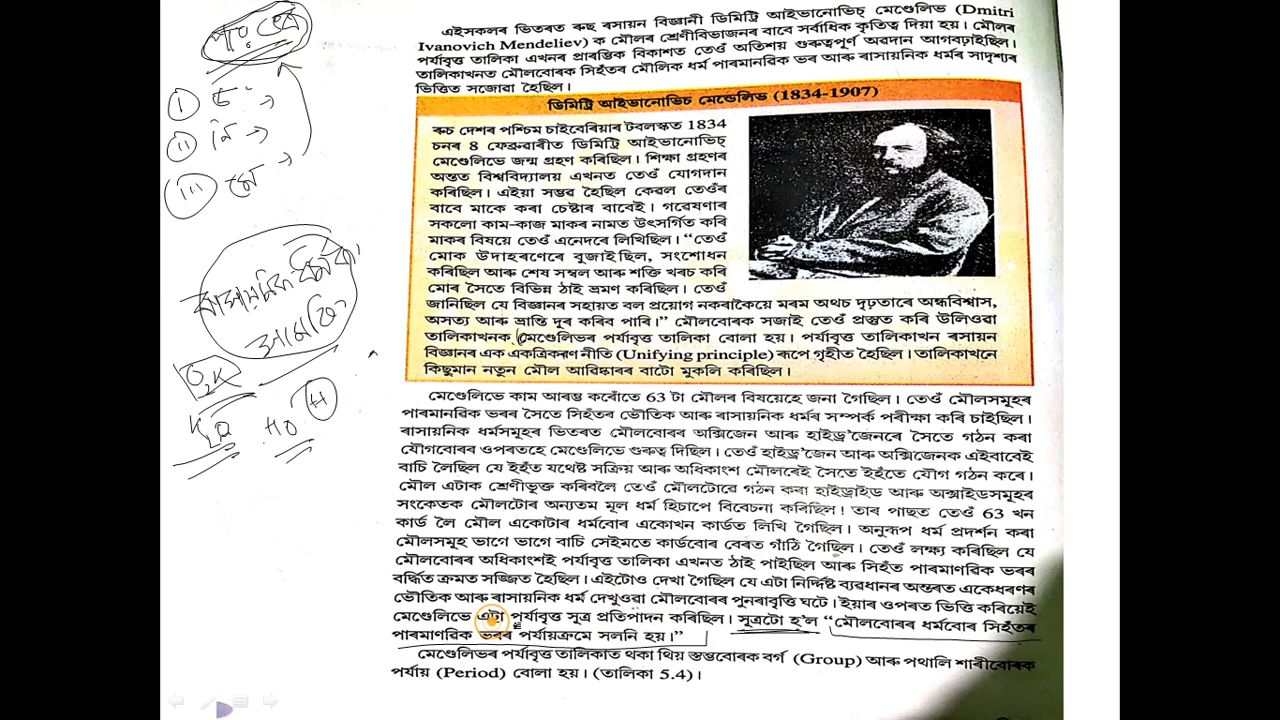 এইসকলৰ ভিতৰত ৰুছ ৰসায়ন বিজ্ঞানী ডিমিট্ৰি আইভানোভিচ্ মেণ্ডেলিভ (Dmitri
Ivanovich Mendeliev) ক মৌলৰ শ্ৰেণীবিভাজনৰ বাবে সৰ্বাধিক কৃতিত্ব দিয়া হয়। মৌলৰ
পৰ্যাবৃত্ত তালিকা এখনৰ প্ৰাৰম্ভিক বিকাশত তেওঁ অতিশয় গুৰুত্বপূৰ্ণ অৱদান আগবঢ়াইছিল।
তালিকাখনত মৌলবোৰক সিহঁতৰ মৌলিক ধৰ্ম পাৰমানৱিক ভৰ আৰু ৰাসায়নিক ধৰ্মৰ সাদৃশ্যৰ
ভিত্তিত সজোৱা হৈছিল।
ডিমিট্ৰি আইভানোভিচ মেণ্ডেলিভ (1834-1907)
ৰুচ দেশৰ পশ্চিম চাইবেৰিয়াৰ টবলস্কত 1834
চনৰ 8 ফেব্ৰুৱাৰীত ডিমিট্ৰি আইভানোভিচ্
মেণ্ডেলিভে জন্ম গ্ৰহণ কৰিছিল। শিক্ষা গ্ৰহণৰ
অন্তত বিশ্ববিদ্যালয় এখনত তেওঁ যোগদান
কৰিছিল। এইয়া সম্ভৱ হৈছিল কেৱল তেওঁৰ
বাবে মাকে কৰা চেষ্টাৰ বাবেই। গৱেষণাৰ
সকলো কাম-কাজ মাকৰ নামত উৎসৰ্গিত কৰি
মাকৰ বিষয়ে তেওঁ এনেদৰে লিখিছিল। “তেওঁ
মোক উদাহৰণেৰে বুজাইছিল, সংশোধন
কৰিছিল আৰু শেষ সম্বল আৰু শক্তি খৰচ কৰি
মোৰ সৈতে বিভিন্ন ঠাই ভ্ৰমণ কৰিছিল। তেওঁ
জানিছিল যে বিজ্ঞানৰ সহায়ত বল প্ৰয়োগ নকৰাকৈয়ে মৰম অথচ দৃঢ়তাৰে অন্ধবিশ্বাস,
অসত্য আৰু ভ্ৰান্তি দূৰ কৰিব পাৰি।” মৌলবোৰক সজাই তেওঁ প্ৰস্তুত কৰি উলিওৱা
তালিকাখনক মেণ্ডেলিভৰ পৰ্যাবৃত্ত তালিকা বোলা হয়। পৰ্যাবৃত্ত তালিকাখন ৰসায়ন
বিজ্ঞানৰ এক একত্ৰিকৰণ নীতি (Unifying principle) ৰূপে গৃহীত হৈছিল। তালিকাখনে
কিছুমান নতুন মৌল আৱিষ্কাৰৰ বাটো মুকলি কৰিছিল।
মেণ্ডেলিভে কাম আৰম্ভ কৰোঁতে 63 টা মৌলৰ বিষয়েহে জনা গৈছিল। তেওঁ মৌলসমূহৰ
পাৰমানৱিক ভৰৰ সৈতে সিহঁতৰ ভৌতিক আৰু ৰাসায়নিক ধৰ্মৰ সম্পৰ্ক পৰীক্ষা কৰি চাইছিল।
ৰাসায়নিক ধৰ্মসমূহৰ ভিতৰত মৌলবোৰৰ অক্সিজেন আৰু হাইড্ৰ'জেনৰে সৈতে গঠন কৰা
যৌগবোৰৰ ওপৰতহে মেণ্ডেলিভে গুৰুত্ব দিছিল। তেওঁ হাইড্ৰ'জেন আৰু অক্সিজেনক এইবাবেই
বাচি লৈছিল যে ইহঁত যথেষ্ট সক্ৰিয় আৰু অধিকাংশ মৌলৰেই সৈতে ইহঁতে যৌগ গঠন কৰে।
মৌল এটাক শ্ৰেণীভুক্ত কৰিবলৈ তেওঁ মৌলটোৱে গঠন কৰা হাইড্ৰাইড আৰু অক্সাইডসমূহৰ
সংকেতক মৌলটোৰ অন্যতম মূল ধৰ্ম হিচাপে বিবেচনা কৰিছিল! তাৰ পাছত তেওঁ 63 খন
কাৰ্ড লৈ মৌল একোটাৰ ধৰ্মবোৰ একোখন কাৰ্ডত লিখি গৈছিল। অনুৰূপ ধৰ্ম প্ৰদৰ্শন কৰা
মৌলসমূহ ভাগে ভাগে বাচি সেইমতে কাৰ্ডবোৰ বেৰত গাঁঠি গৈছিল। তেওঁ লক্ষ্য কৰিছিল যে
মৌলবোৰৰ অধিকাংশই পৰ্যাবৃত্ত তালিকা এখনত ঠাই পাইছিল আৰু সিহঁত পাৰমাণৱিক ভৰৰ
বৰ্দ্ধিত ক্ৰমত সজ্জিত হৈছিল। এইটোও দেখা গৈছিল যে এটা নিৰ্দ্দিষ্ট ব্যৱধানৰ অন্তৰত একেধৰণৰ
ভৌতিক আৰু ৰাসায়নিক ধৰ্ম দেখুওৱা মৌলবোৰৰ পুনৰাবৃত্তি ঘটে। ইয়াৰ ওপৰত ভিত্তি কৰিয়েই
মেণ্ডেলিভে এটা পৰ্যাবৃত্ত সূত্ৰ প্ৰতিপাদন কৰিছিল। সূত্ৰটো হ'ল “মৌলবোৰৰ ধৰ্মবোৰ সিহঁতৰ
পাৰমাণৱিক ভৰৰ পৰ্যায়ক্ৰমে সলনি হয়।”
মেণ্ডেলিভৰ পৰ্যাবৃত্ত তালিকাত থকা থিয় স্তম্ভবোৰক বৰ্গ (Group) আৰু পথালি শাৰীবোৰক
পৰ্যায় (Period) বোলা হয়। (তালিকা 5.4)।